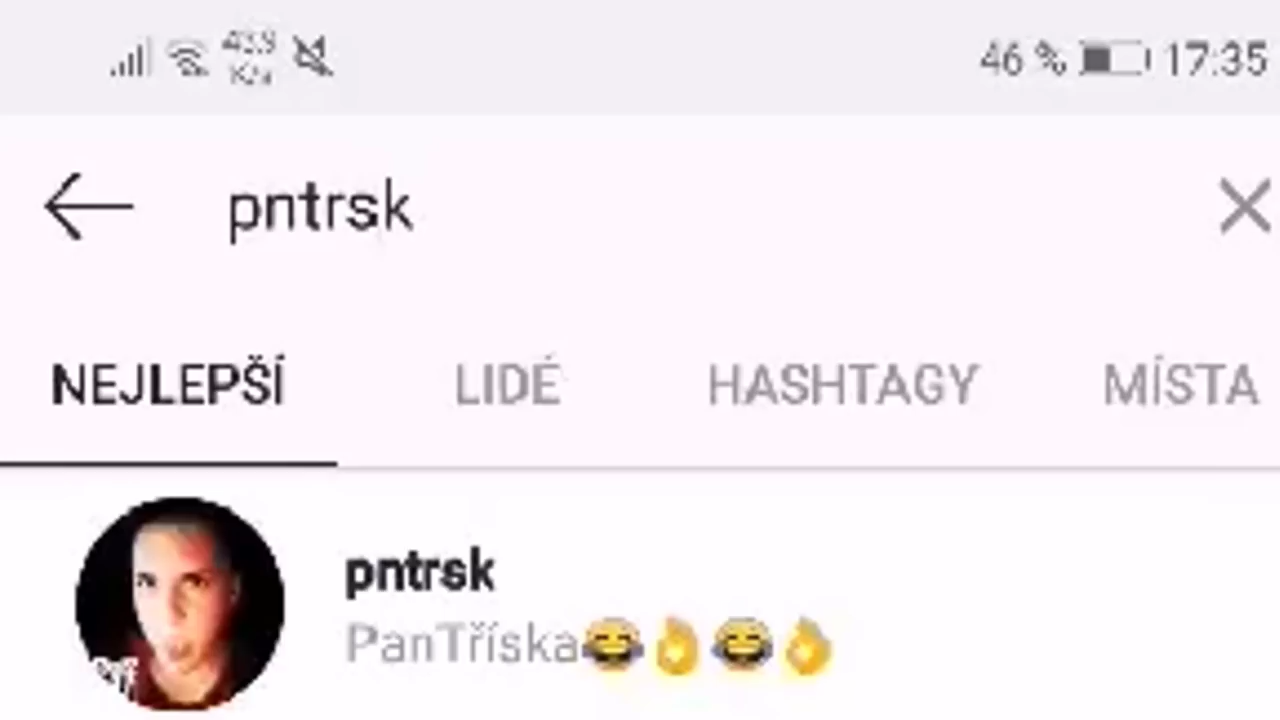 46 % 17:35
pntrsk
NEJLEPŠÍ LIDÉ HASHTAGY MÍSTA
pntrsk
PanTříska😂👌😂👌